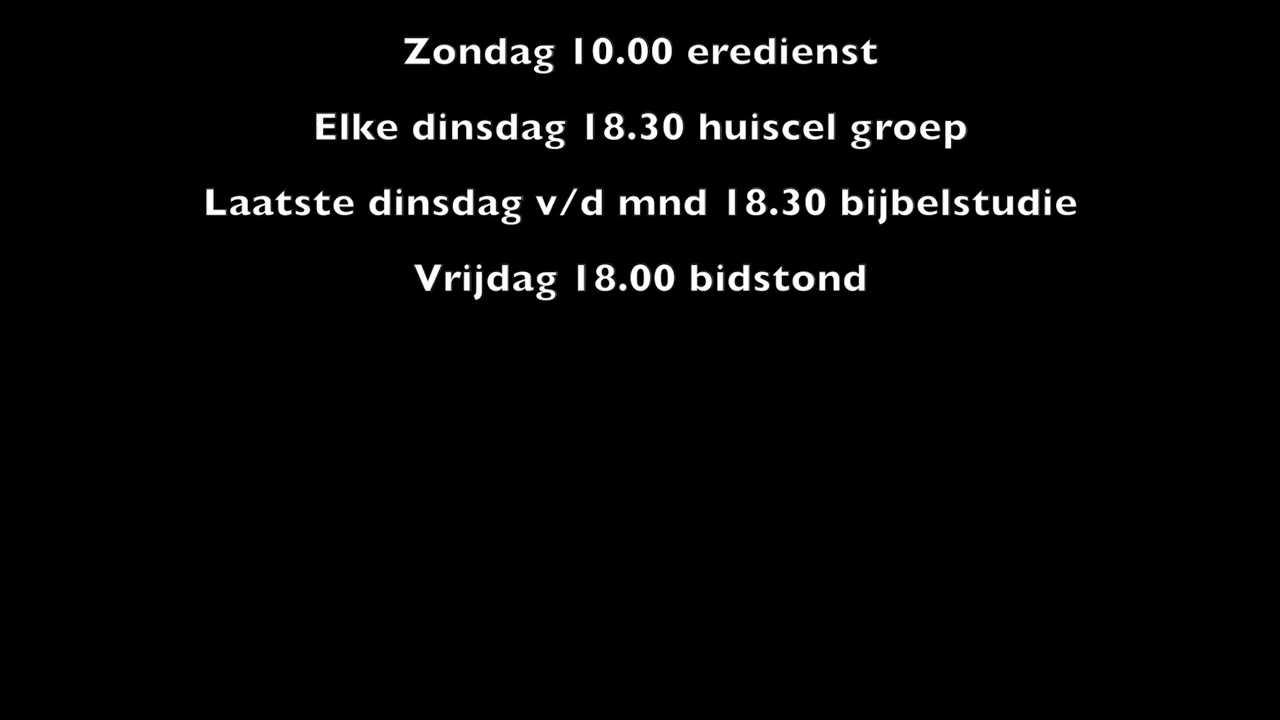 Zondag 10.00 eredienst
Elke dinsdag 18.30 huiscel groep
Laatste dinsdag v/d mnd 18.30 bijbelstudie
Vrijdag 18.00 bidstond